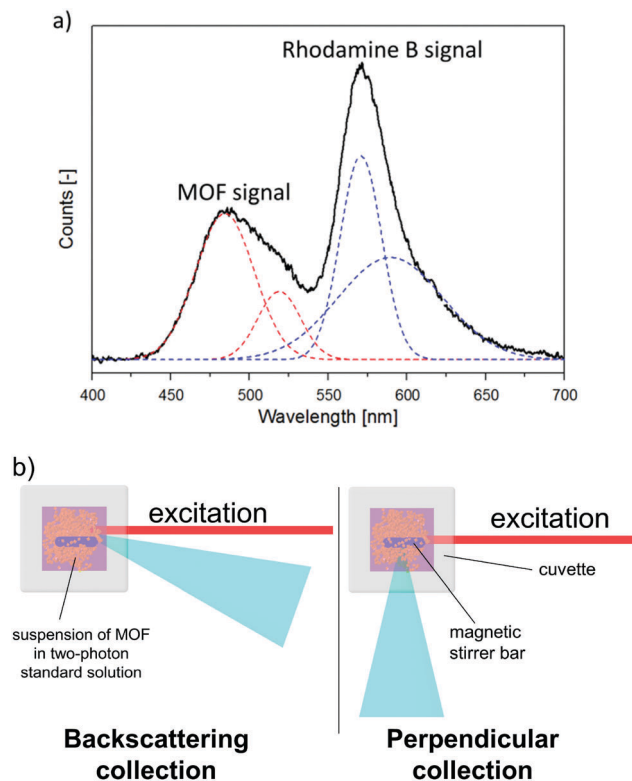 a)
Rhodamine B signal
MOF signal
Counts [-]
400 450 500 550 600 650 700
Wavelength [nm]
b)
excitation
suspension of MOF
in two-photon
standard solution
Backscattering
collection
excitation
cuvette
magnetic
stirrer bar
Perpendicular
collection